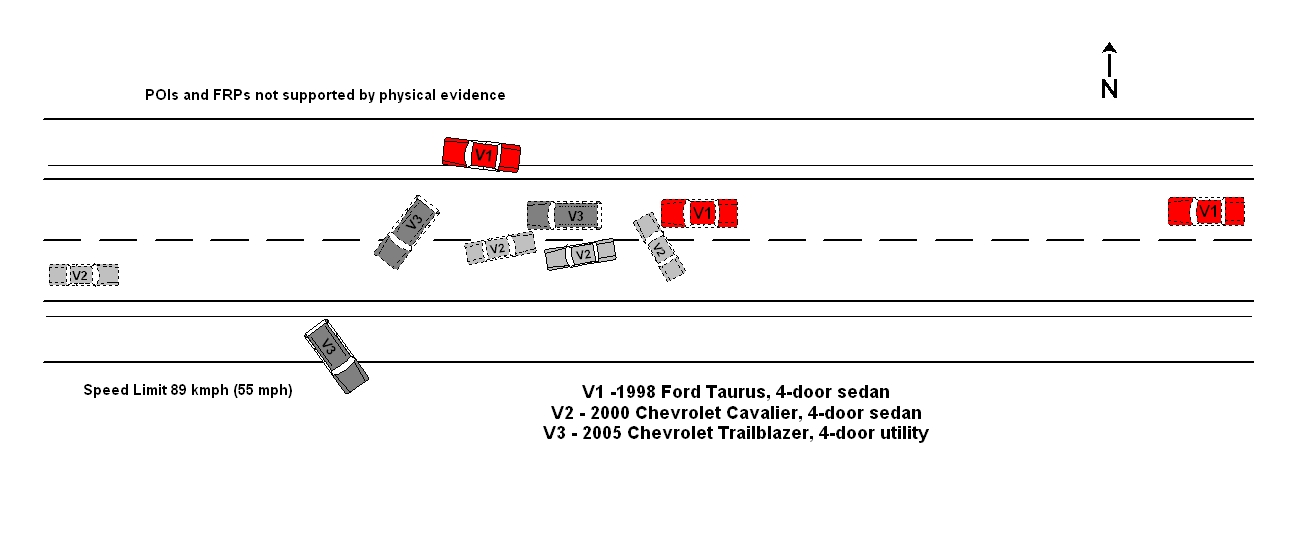 N
POIs and FRPs not supported by physical evidence
V1
V3
V3
V1
V1
V2
V2
V2
V2
V3
Speed Limit 89 kmph (55 mph)
V1 -1998 Ford Taurus, 4-door sedan
V2 - 2000 Chevrolet Cavalier, 4-door sedan
V3 - 2005 Chevrolet Trailblazer, 4-door utility